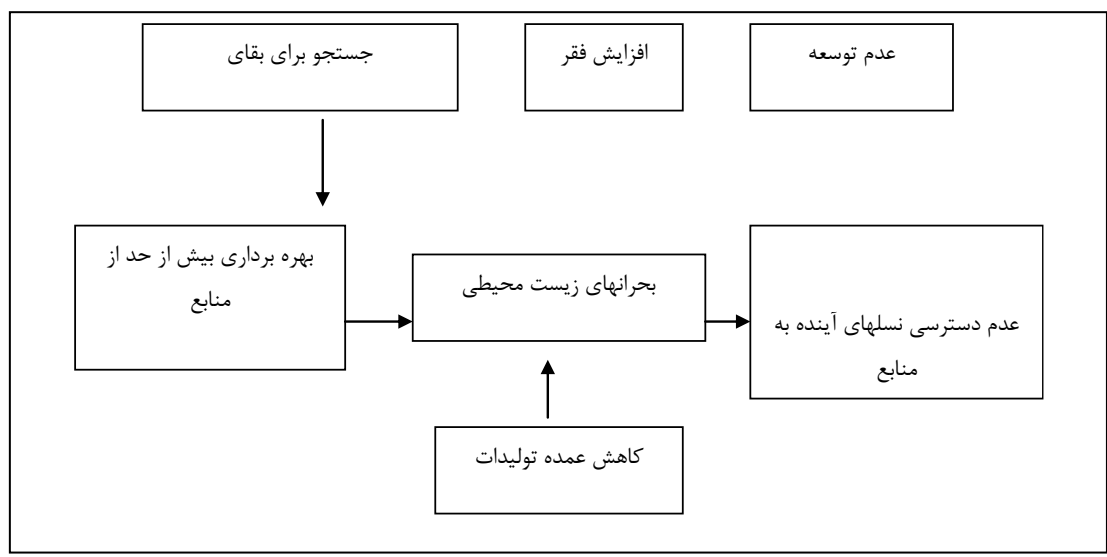 عدم توسعه
افزایش فقر
جستجو برای بقای
بهره برداری بیش از حد از
منابع
بحرانهای زیست محیطی
عدم دسترسی نسلهای آینده به
منابع
کاهش عمده تولیدات